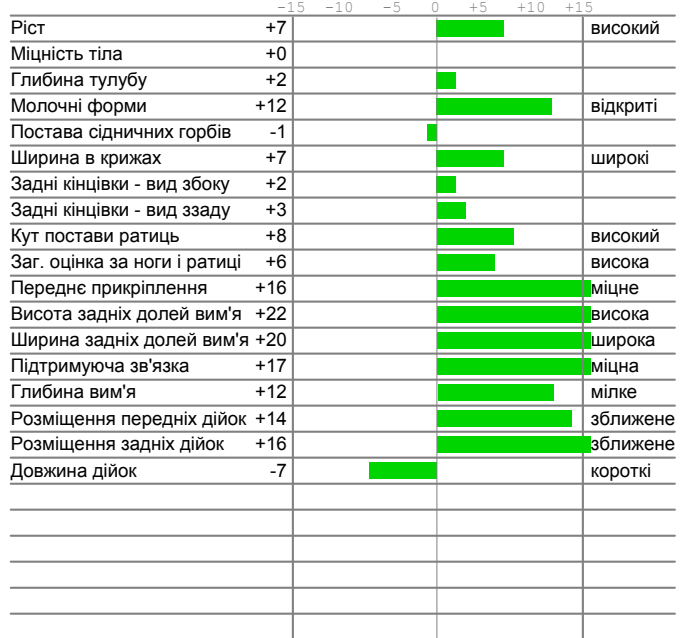 -15 -10 -5 0 +5 +10 +15
Ріст +7 високий
Міцність тіла +0
Глибина тулубу +2
Молочні форми +12 відкриті
Постава сідничних горбів -1
Ширина в крижах +7 широкі
Задні кінцівки - вид збоку +2
Задні кінцівки - вид ззаду +3
Кут постави ратиць +8 високий
Заг. оцінка за ноги і ратиці +6 висока
Переднє прикріплення +16 міцне
Висота задніх долей вим'я +22 висока
Ширина задніх долей вим'я +20 широка
Підтримуюча зв'язка +17 міцна
Глибина вим'я +12 мілке
Розміщення передніх дійок +14 зближене
Розміщення задніх дійок +16 зближене
Довжина дійок -7 короткі